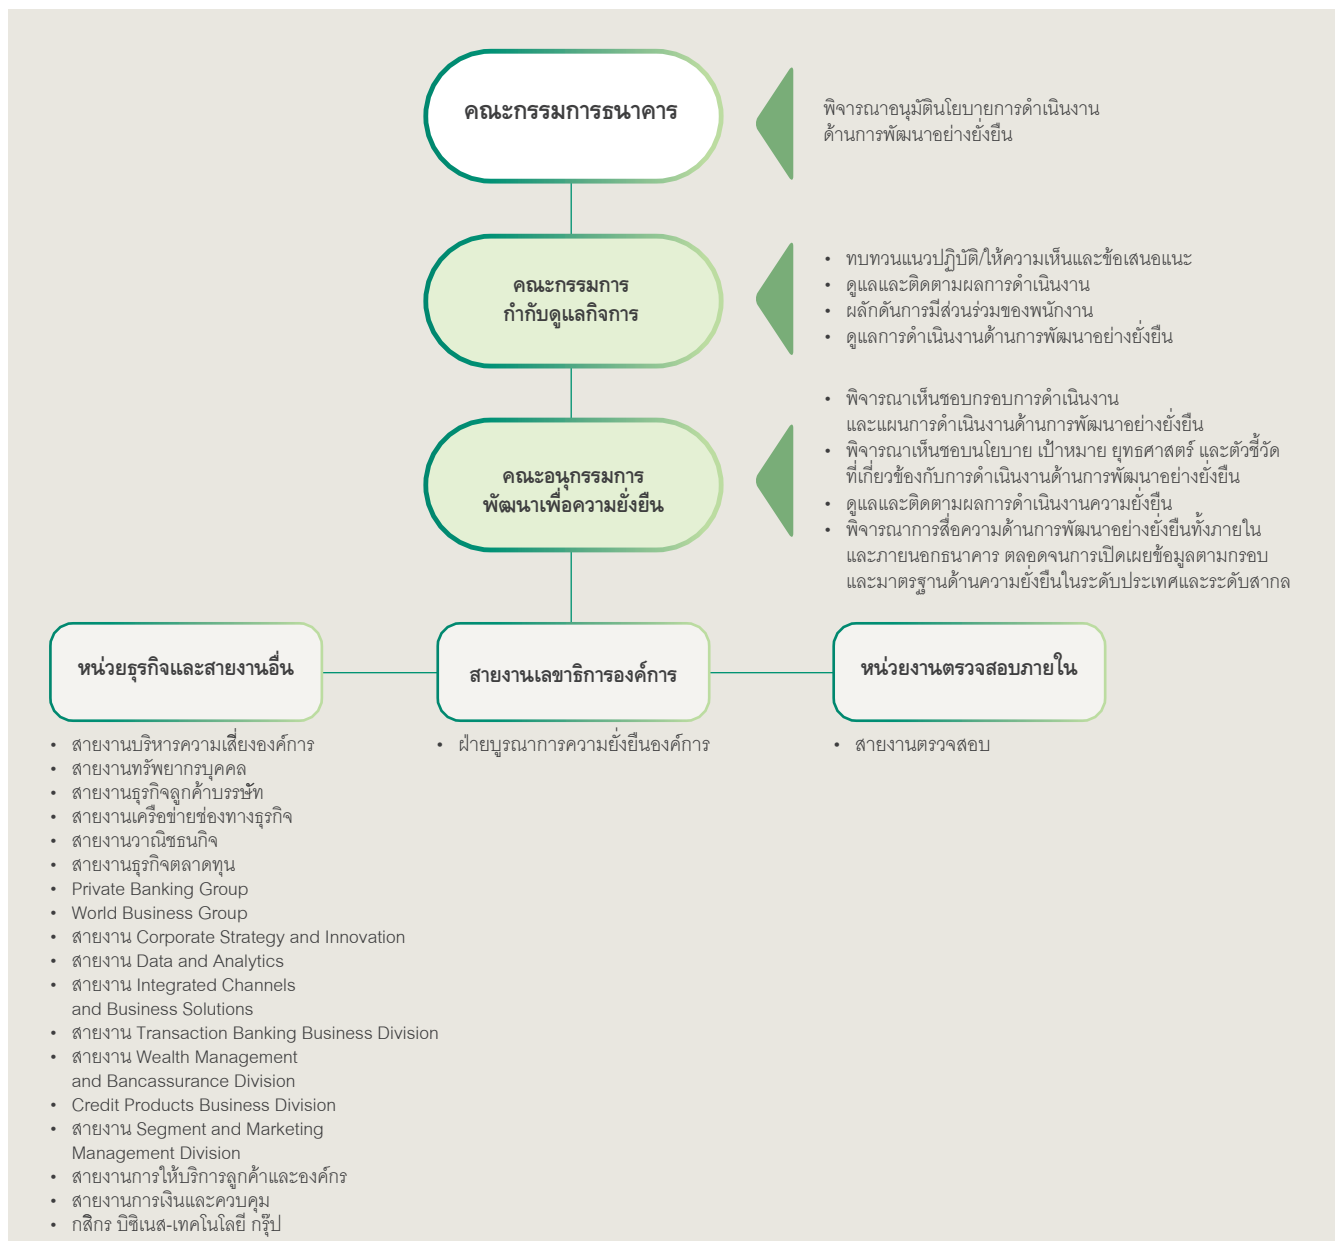 คณะกรรมการธนาคาร
พิจารณาอนุมัตินโยบายการดำเนินงาน
ด้านการพัฒนาอย่างยั่งยืน
คณะกรรมการ
กำกับดูแลกิจการ
• ทบทวนแนวปฏิบัติ/ให้ความเห็นและข้อเสนอแนะ
• ดูแลและติดตามผลการดำเนินงาน
• ผลักดันการมีส่วนร่วมของพนักงาน
• ดูแลการดำเนินงานด้านการพัฒนาอย่างยั่งยืน
คณะอนุกรรมการ
พัฒนาเพื่อความยั่งยืน
• พิจารณาเห็นชอบกรอบการดำเนินงาน
และแผนการดำเนินงานด้านการพัฒนาอย่างยั่งยืน
• พิจารณาเห็นชอบนโยบาย เป้าหมาย ยุทธศาสตร์ และตัวชี้วัด
ที่เกี่ยวข้องกับการดำเนินงานด้านการพัฒนาอย่างยั่งยืน
• ดูแลและติดตามผลการดำเนินงานความยั่งยืน
• พิจารณาการสื่อความด้านการพัฒนาอย่างยั่งยืนทั้งภายใน
และภายนอกธนาคาร ตลอดจนการเปิดเผยข้อมูลตามกรอบ
และมาตรฐานด้านความยั่งยืนในระดับประเทศและระดับสากล
หน่วยธุรกิจและสายงานอื่น
• สายงานบริหารความเสี่ยงองค์การ
• สายงานทรัพยากรบุคคล
• สายงานธุรกิจลูกค้าบรรษัท
• สายงานเครือข่ายช่องทางธุรกิจ
• สายงานวาณิชธนกิจ
• สายงานธุรกิจตลาดทุน
• Private Banking Group
• World Business Group
• สายงาน Corporate Strategy and Innovation
• สายงาน Data and Analytics
• สายงาน Integrated Channels
and Business Solutions
• สายงาน Transaction Banking Business Division
• สายงาน Wealth Management
and Bancassurance Division
• Credit Products Business Division
• สายงาน Segment and Marketing
Management Division
• สายงานการให้บริการลูกค้าและองค์กร
• สายงานการเงินและควบคุม
• กสิกร บิซิเนส-เทคโนโลยี กรุ๊ป
สายงานเลขาธิการองค์การ
• ฝ่ายบูรณาการความยั่งยืนองค์การ
หน่วยงานตรวจสอบภายใน
• สายงานตรวจสอบ